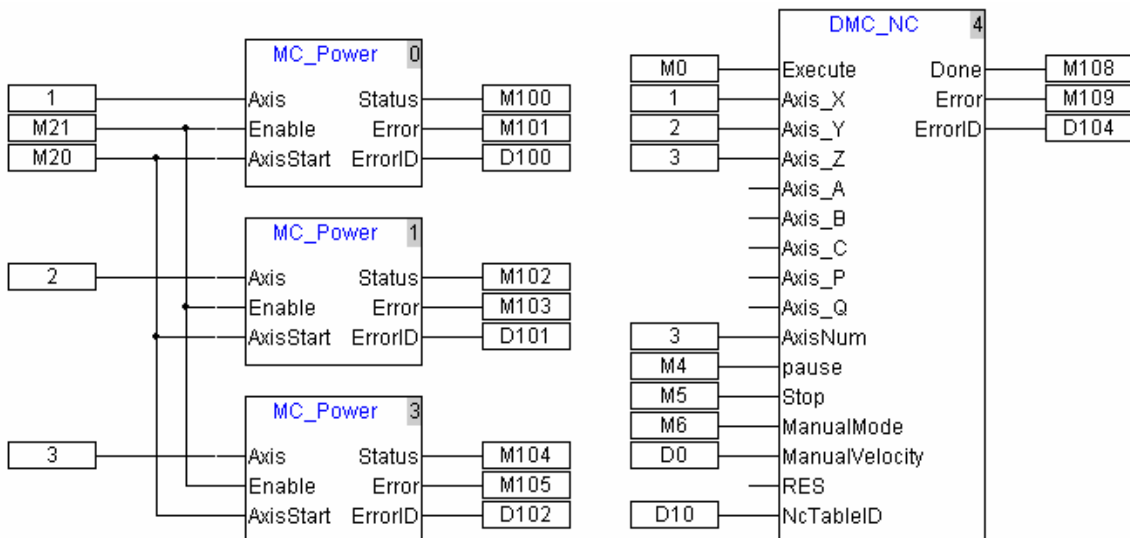 MC_Power 0
1 Axis Status M100
M21 Enable Error M101
M20 AxisStart ErrorID D100
MC_Power 1
2 Axis Status M102
Enable Error M103
AxisStart ErrorID D101
MC_Power 3
3 Axis Status M104
Enable Error M105
AxisStart ErrorID D102
DMC_NC 4
M0 Execute Done M108
1 Axis_X Error M109
2 Axis_Y ErrorID D104
3 Axis_Z
Axis_A
Axis_B
Axis_C
Axis_P
Axis_Q
3 AxisNum
M4 pause
M5 Stop
M6 ManualMode
D0 ManualVelocity
RES
D10 NcTableID